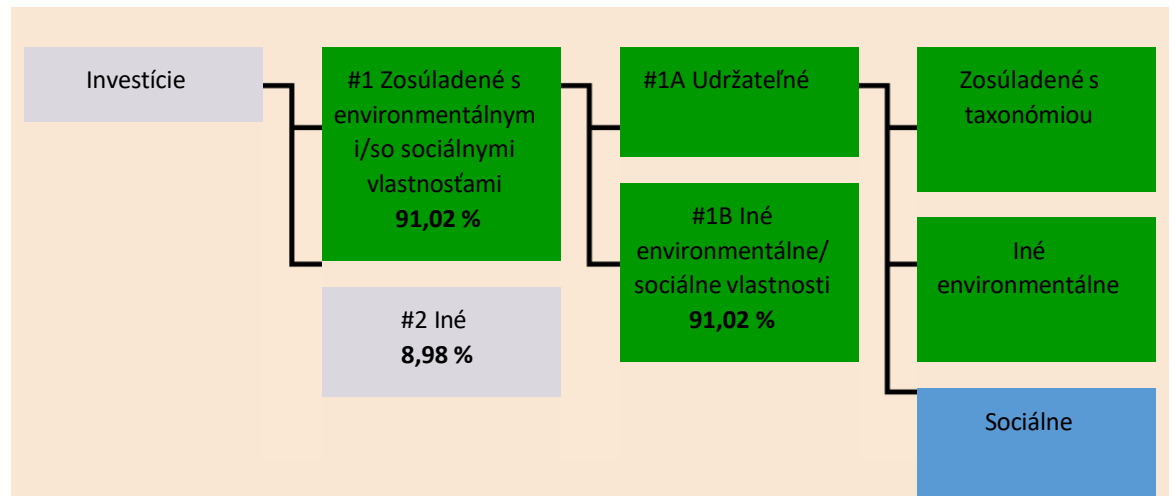 Investície
#1 Zosúladené s
environmentálnym
i/so sociálnymi
vlastnosťami
91,02 %
#2 Iné
8,98 %
#1A Udržateľné
#1B Iné
environmentálne/
sociálne vlastnosti
91,02 %
Zosúladené s
taxonómiou
Iné
environmentálne
Sociálne